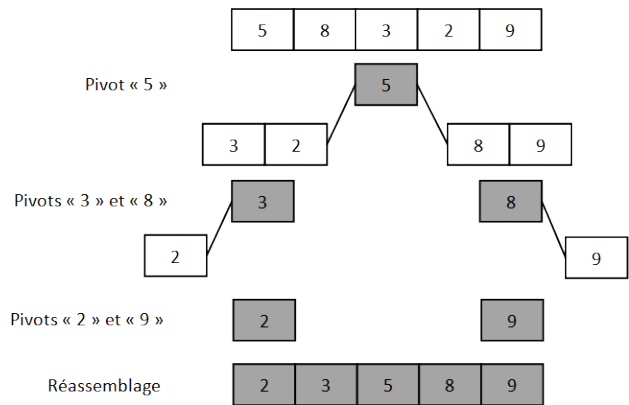 5 8 3 2 9
Pivot « 5 » 5
3 2 8 9
Pivots « 3 » et « 8 » 3 8
2 9
Pivots « 2 » et « 9 » 2 9
Réassemblage 2 3 5 8 9